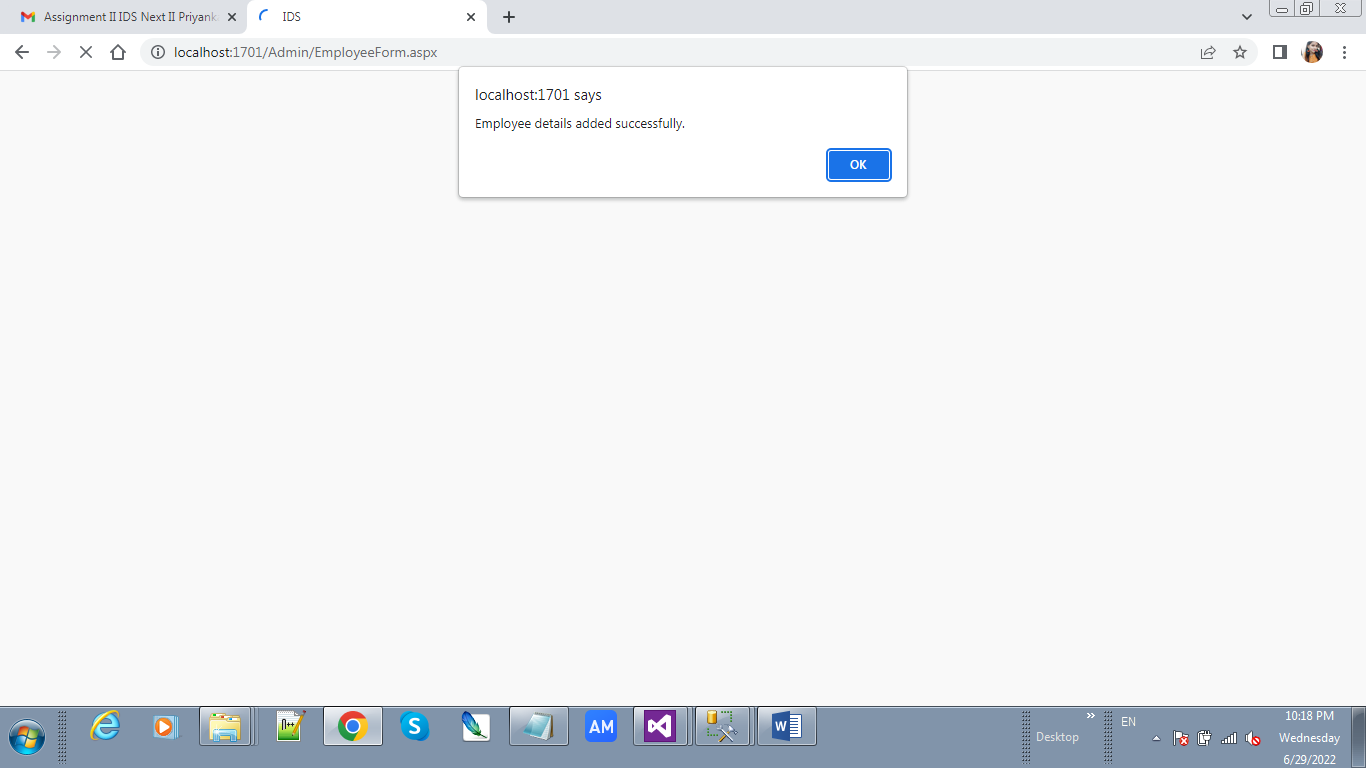 Assignment II IDS Next II Priyank
IDS
localhost:1701/Admin/EmployeeForm.aspx
localhost:1701 says
Employee details added successfully.
OK
n++
S
AM
W
Desktop
»
EN
10:18 PM
Wednesday
6/29/2022